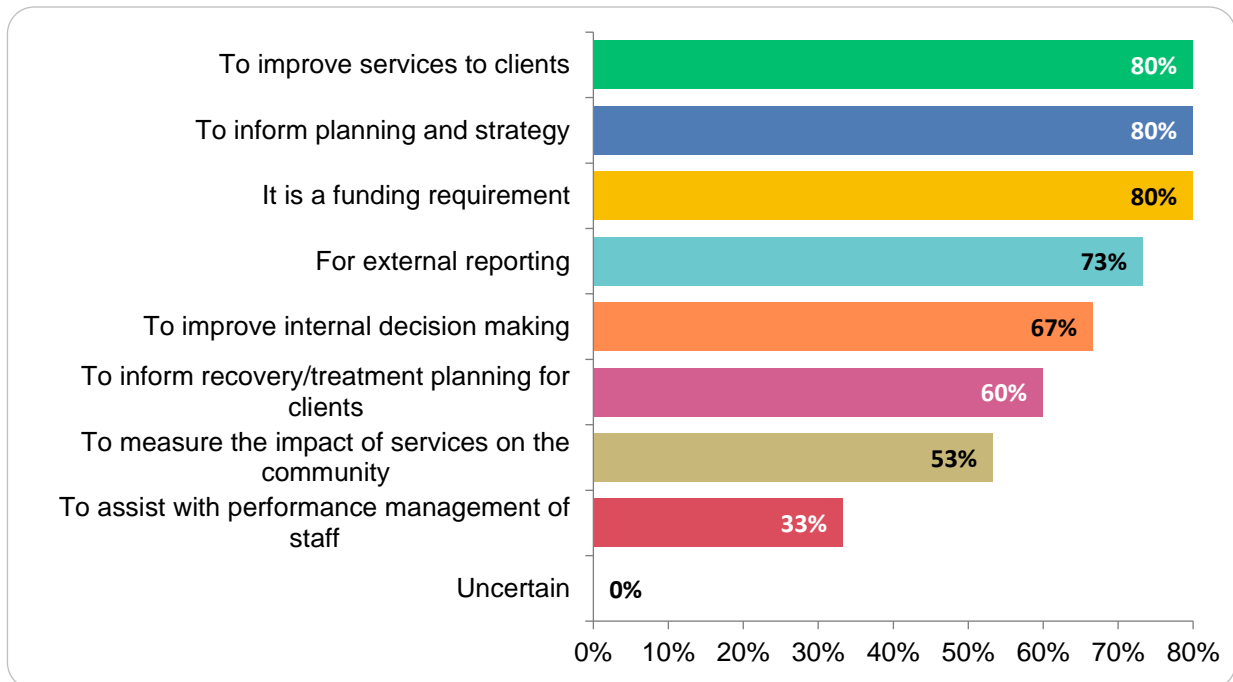 To improve services to clients
80%
To inform planning and strategy
80%
It is a funding requirement
80%
For external reporting
73%
To improve internal decision making
67%
To inform recovery/treatment planning for
clients
60%
To measure the impact of services on the
community
53%
To assist with performance management of
staff
33%
Uncertain
0%
0% 10% 20% 30% 40% 50% 60% 70% 80%